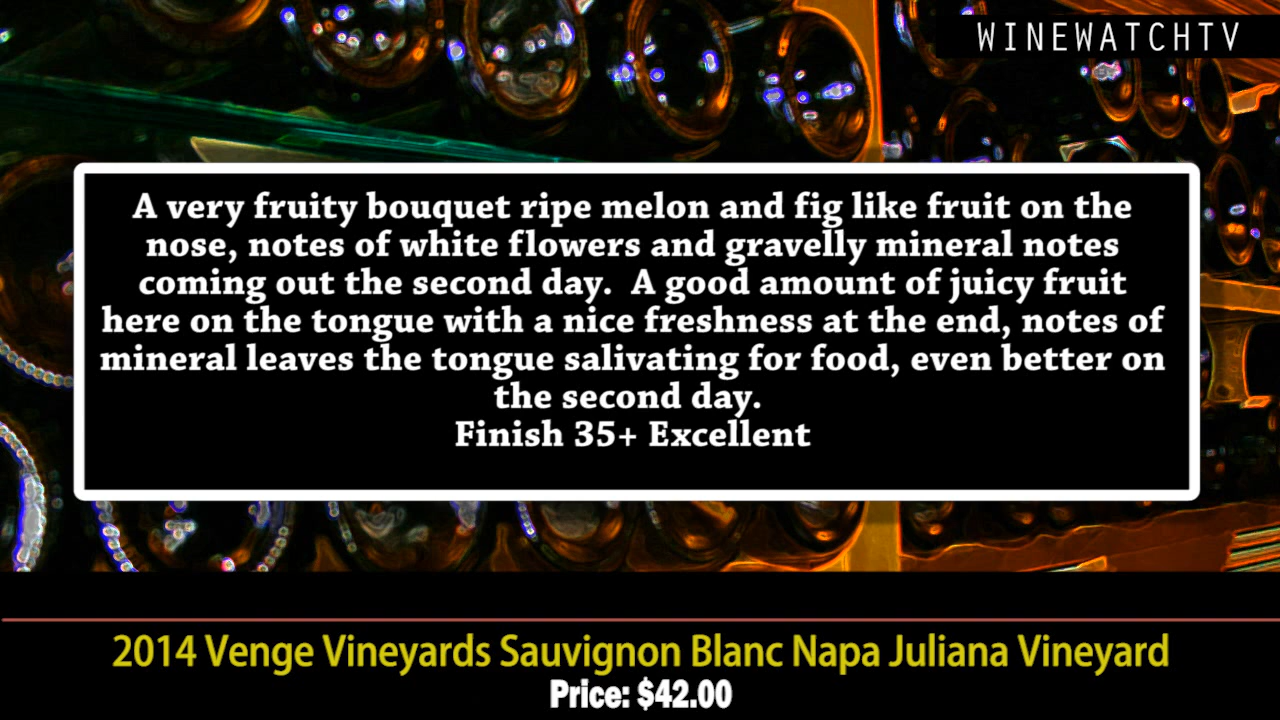 WINEWATCHTV
A very fruity bouquet ripe melon and fig like fruit on the
nose, notes of white flowers and gravelly mineral notes
coming out the second day.  A good amount of juicy fruit
here on the tongue with a nice freshness at the end, notes of
mineral leaves the tongue salivating for food, even better on
the second day.
Finish 35+ Excellent
2014 Venge Vineyards Sauvignon Blanc Napa Juliana Vineyard
Price: $42.00